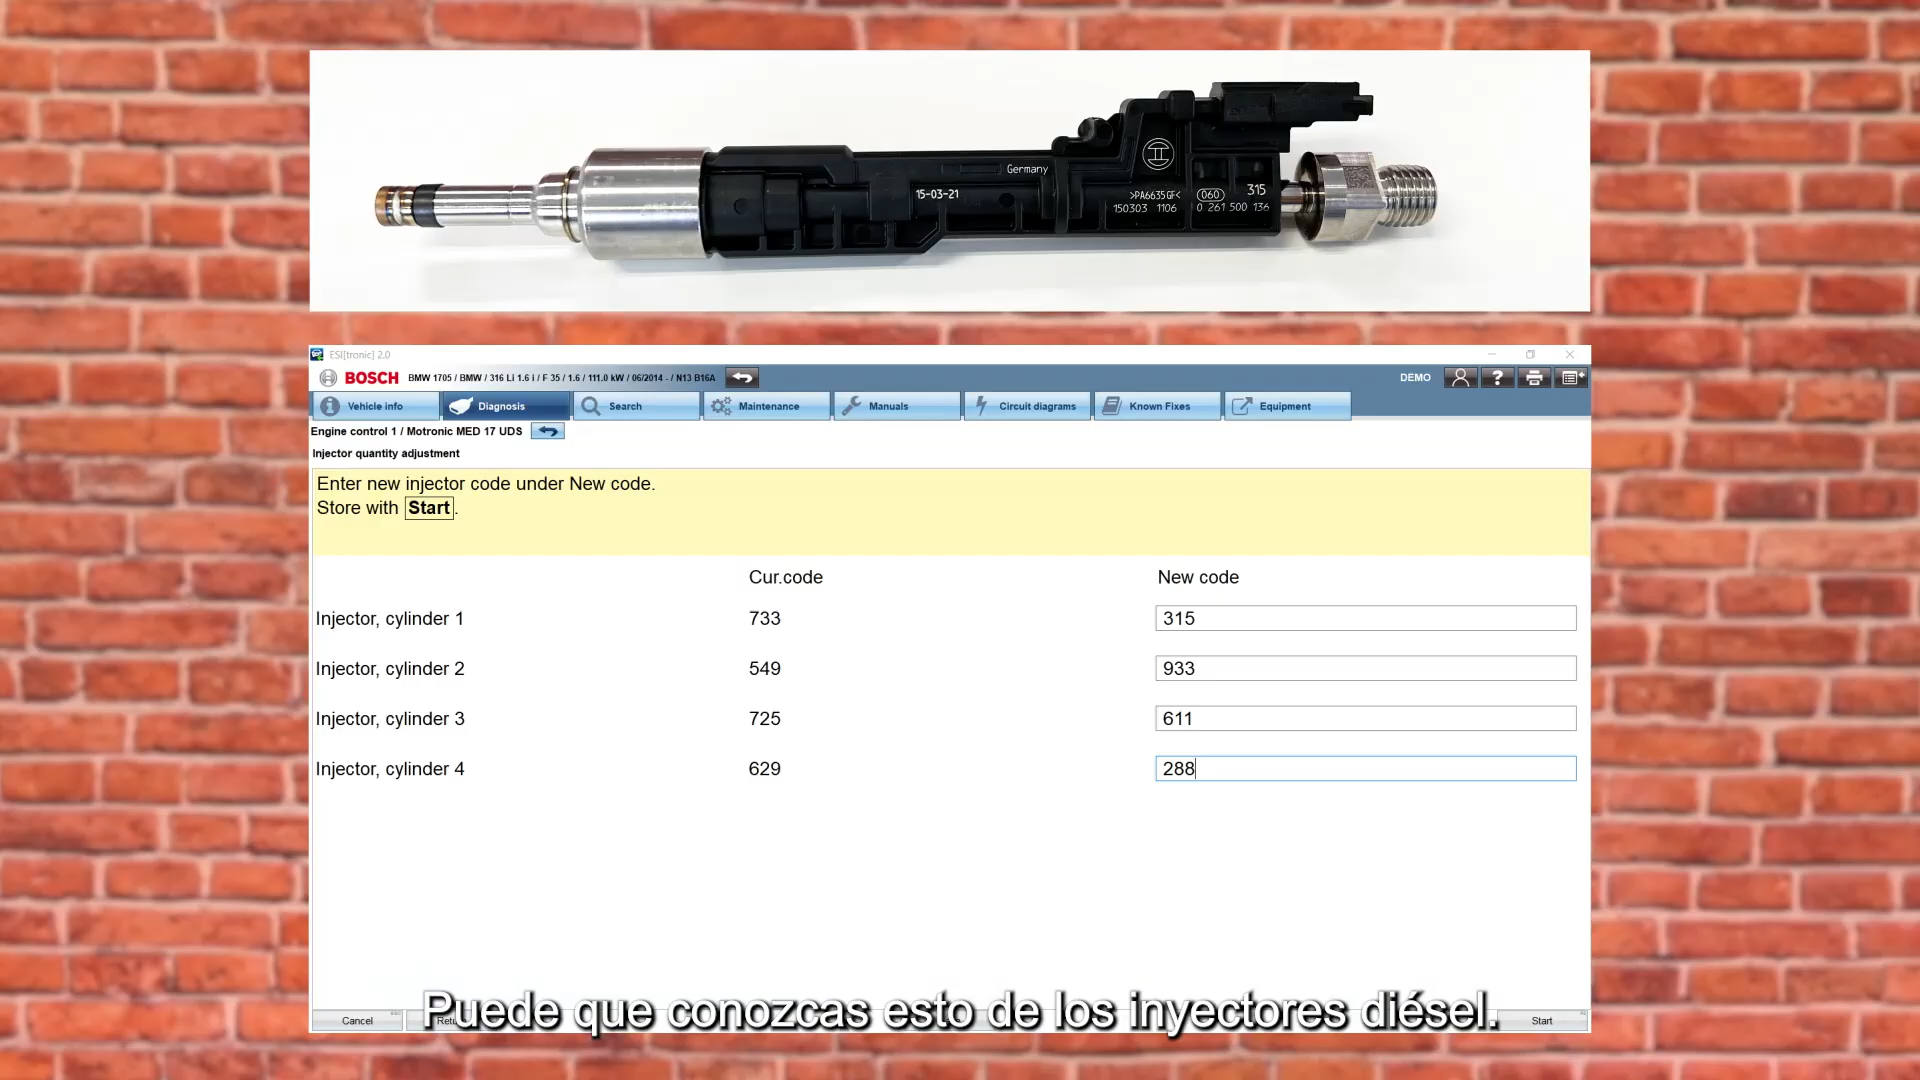 Germany
15-03-21
>PA6635GF< 060 315
150303 1106 0 261 500 136
ESI[tronic] 2.0
BOSCH BMW 1705 / BMW / 316 Li 1.6 i / F 35 / 1.6 / 111.0 kW / 06/2014 - / N13 B16A DEMO ?
Vehicle info Diagnosis Search Maintenance Manuals Circuit diagrams Known Fixes Equipment
Engine control 1 / Motronic MED 17 UDS
Injector quantity adjustment
Enter new injector code under New code.
Store with Start.
Cur.code New code
Injector, cylinder 1 733 315
Injector, cylinder 2 549 933
Injector, cylinder 3 725 611
Injector, cylinder 4 629 288
Cancel Start
Puede que conozcas esto de los inyectores diésel.